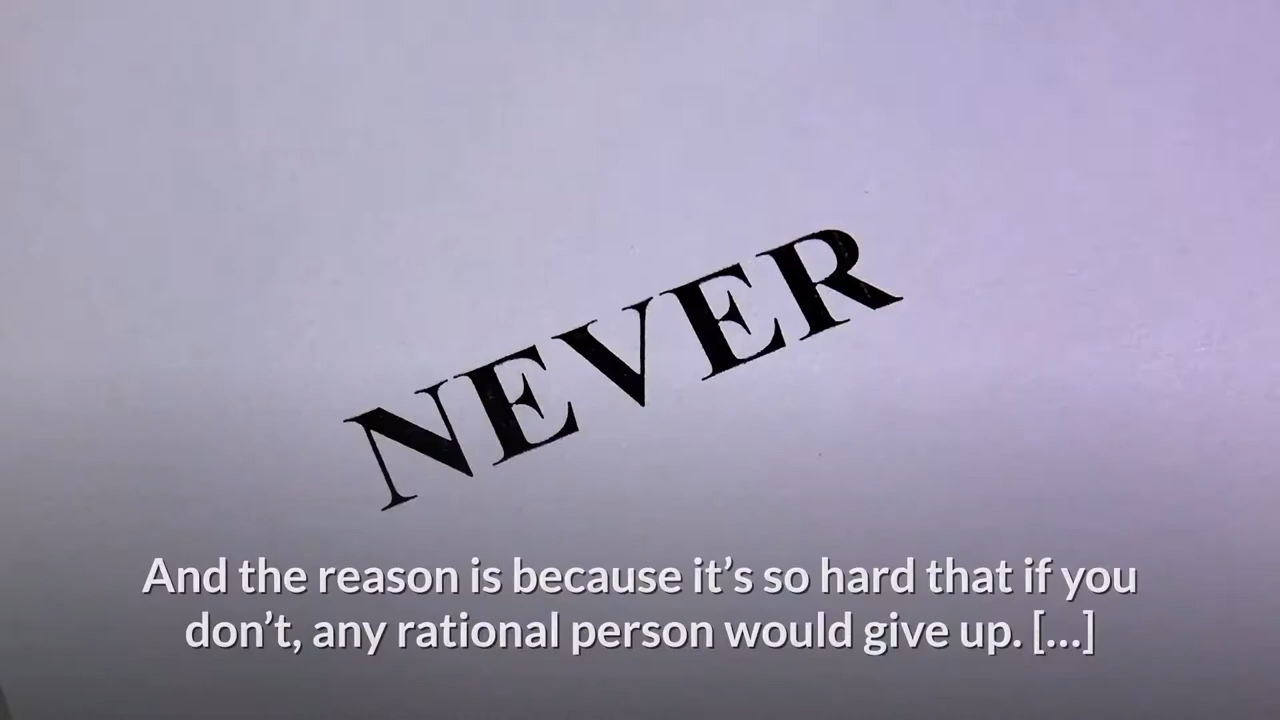 NEVER
And the reason is because it’s so hard that if you
don’t, any rational person would give up. […]